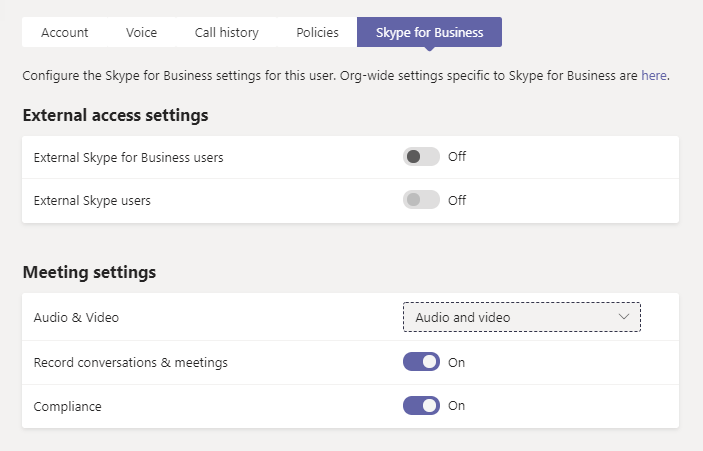 Account Voice Call history Policies Skype for Business
Configure the Skype for Business settings for this user. Org-wide settings specific to Skype for Business are here.
External access settings
External Skype for Business users Off
External Skype users Off
Meeting settings
Audio & Video Audio and video
Record conversations & meetings On
Compliance On